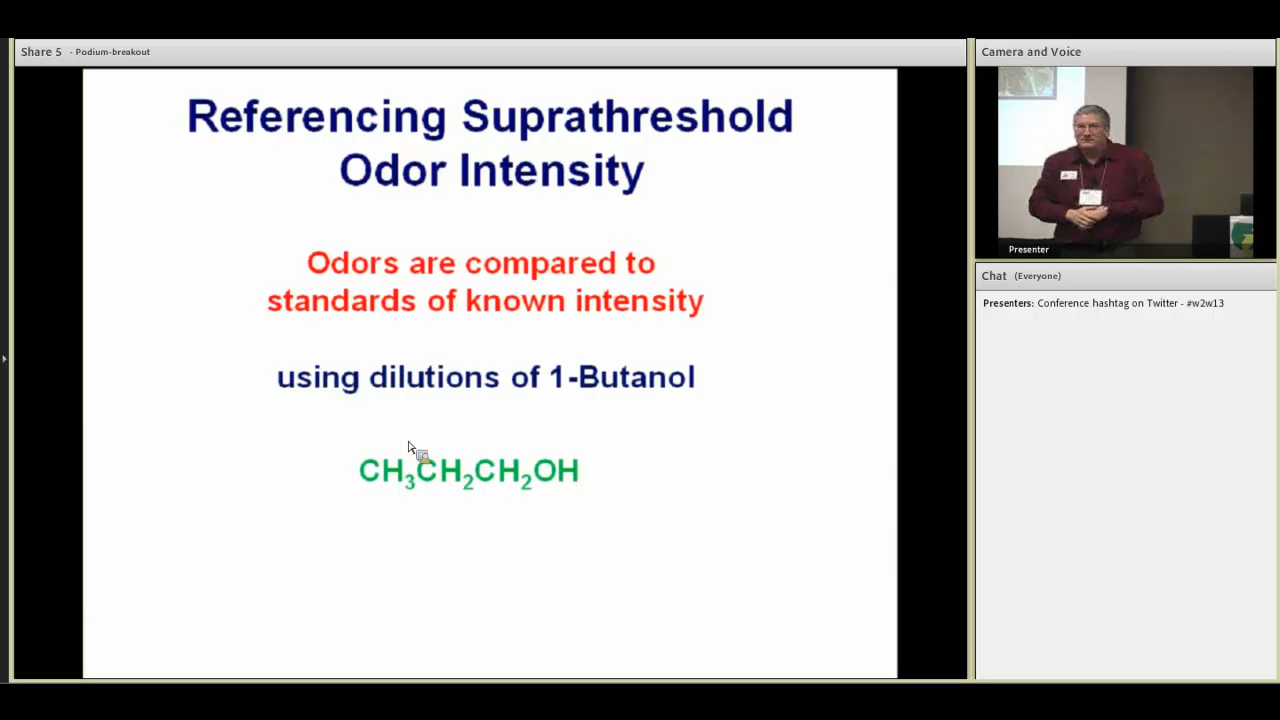 Share 5 - Podium-breakout
Referencing Suprathreshold
Odor Intensity
Odors are compared to
standards of known intensity
using dilutions of 1-Butanol
CH₃CH₂CH₂OH
Camera and Voice
Presenter
Chat (Everyone)
Presenters: Conference hashtag on Twitter - #w2w13